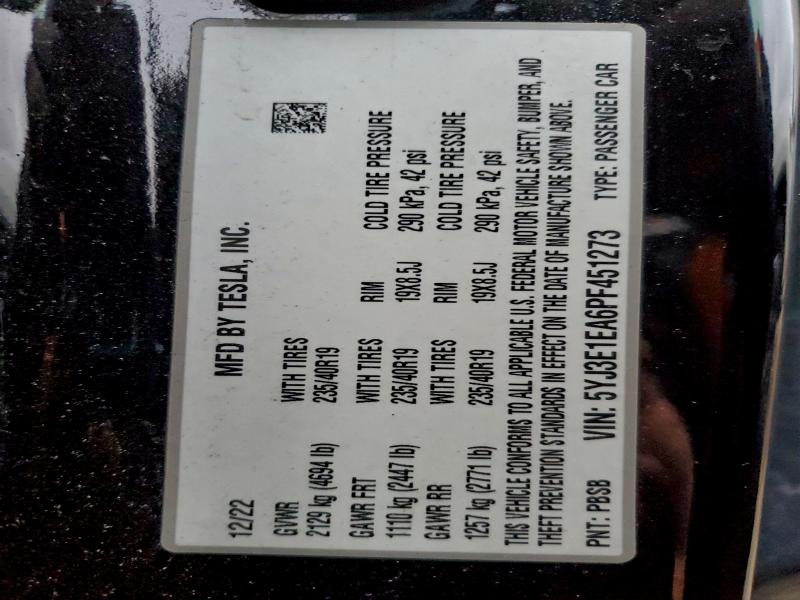 MFD BY TESLA, INC.
12/22
GVWR WITH TIRES
2129 kg (4694 lb) 235/40R19
GAWR FRT WITH TIRES RIM COLD TIRE PRESSURE
1110 kg (2447 lb) 235/40R19 19X8.5J 290 kPa, 42 psi
GAWR RR WITH TIRES RIM COLD TIRE PRESSURE
1257 kg (2771 lb) 235/40R19 19X8.5J 290 kPa, 42 psi
THIS VEHICLE CONFORMS TO ALL APPLICABLE U.S. FEDERAL MOTOR VEHICLE SAFETY, BUMPER, AND
THEFT PREVENTION STANDARDS IN EFFECT ON THE DATE OF MANUFACTURE SHOWN ABOVE.
PNT: PBSB VIN: 5YJ3E1EA6PF451273 TYPE: PASSENGER CAR